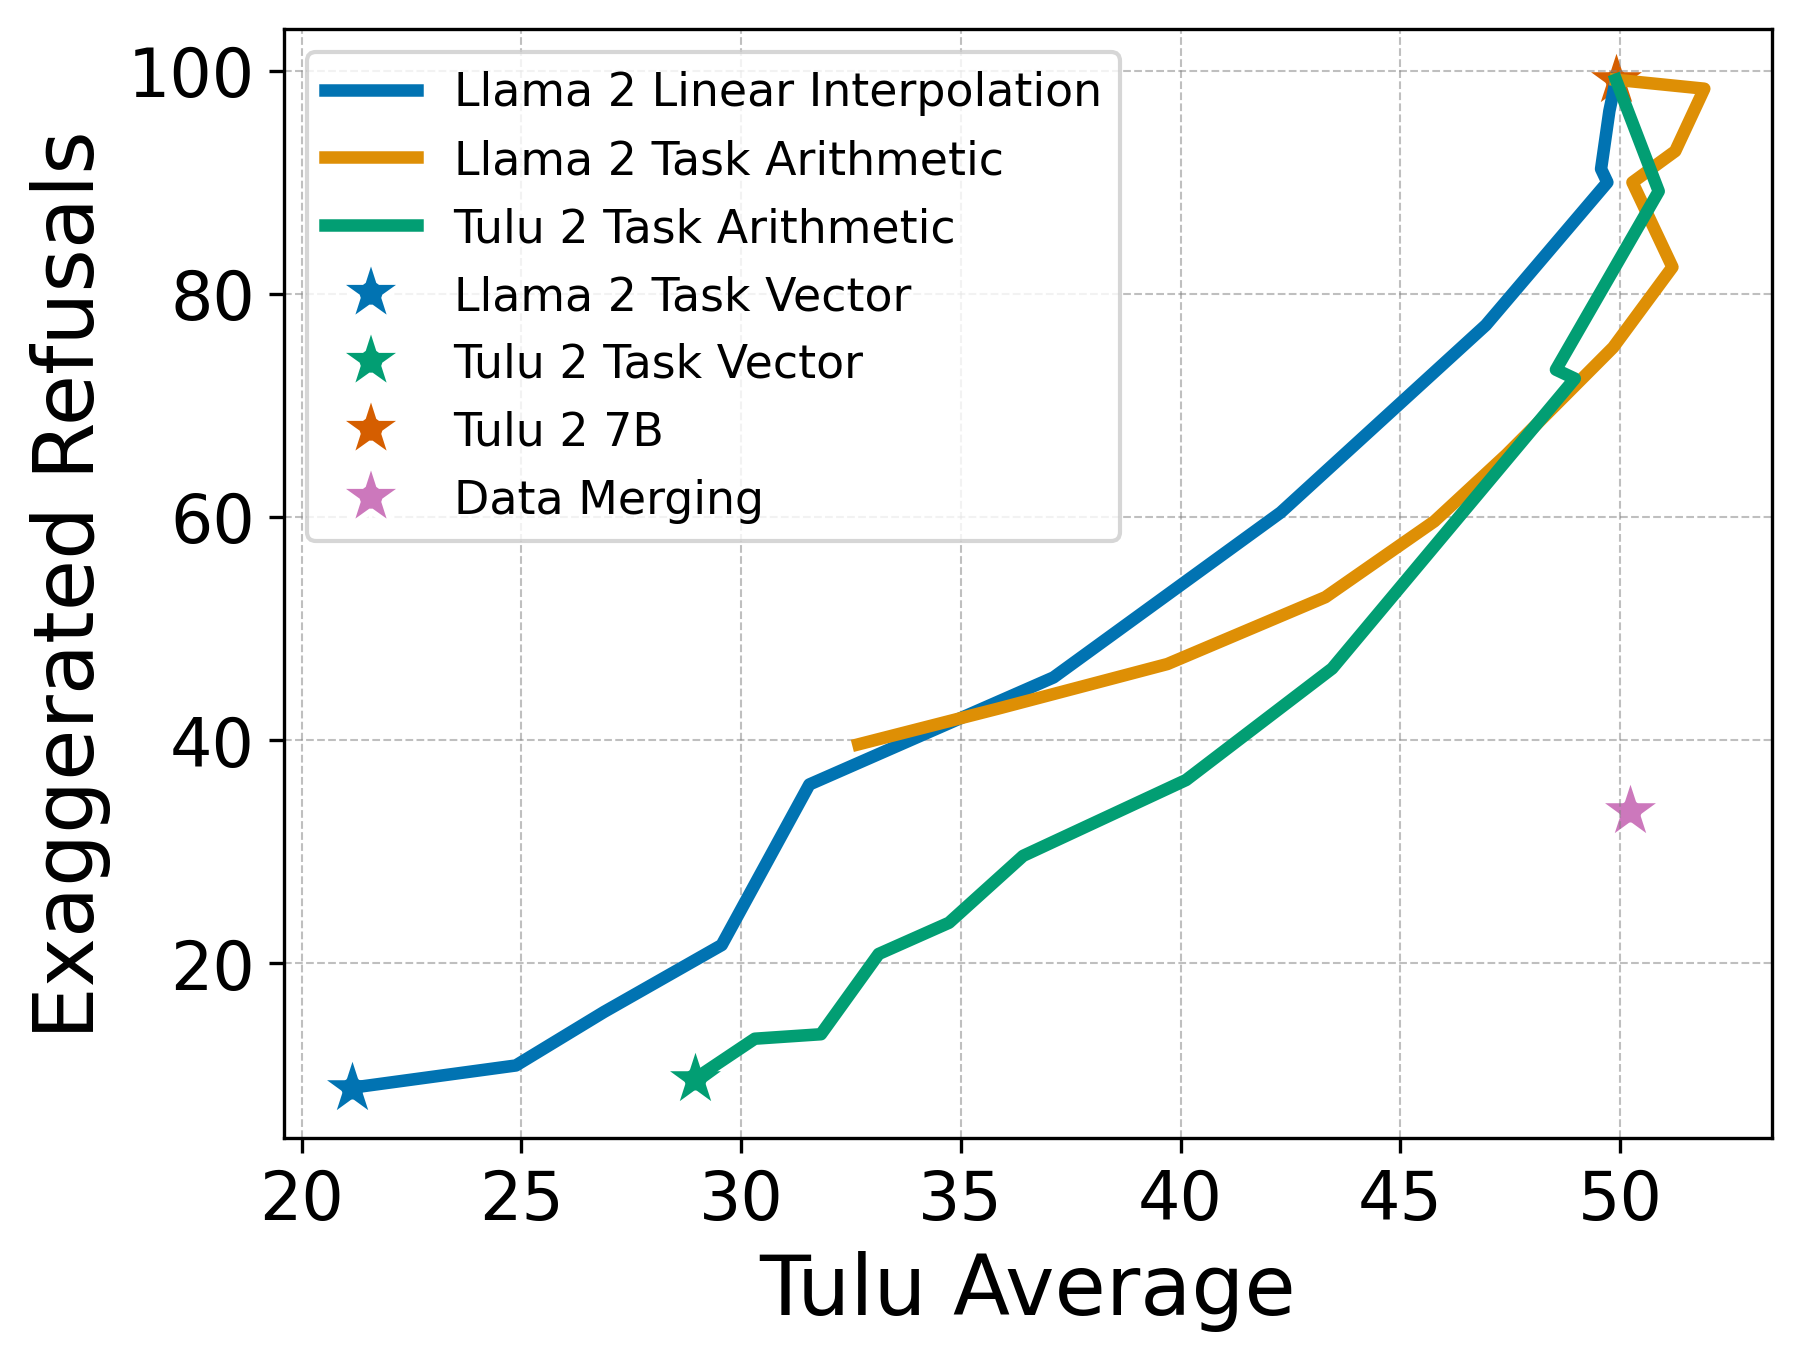 Exaggerated Refusals
100
80
60
40
20
Llama 2 Linear Interpolation
Llama 2 Task Arithmetic
Tulu 2 Task Arithmetic
Llama 2 Task Vector
Tulu 2 Task Vector
Tulu 2 7B
Data Merging
20 25 30 35 40 45 50
Tulu Average